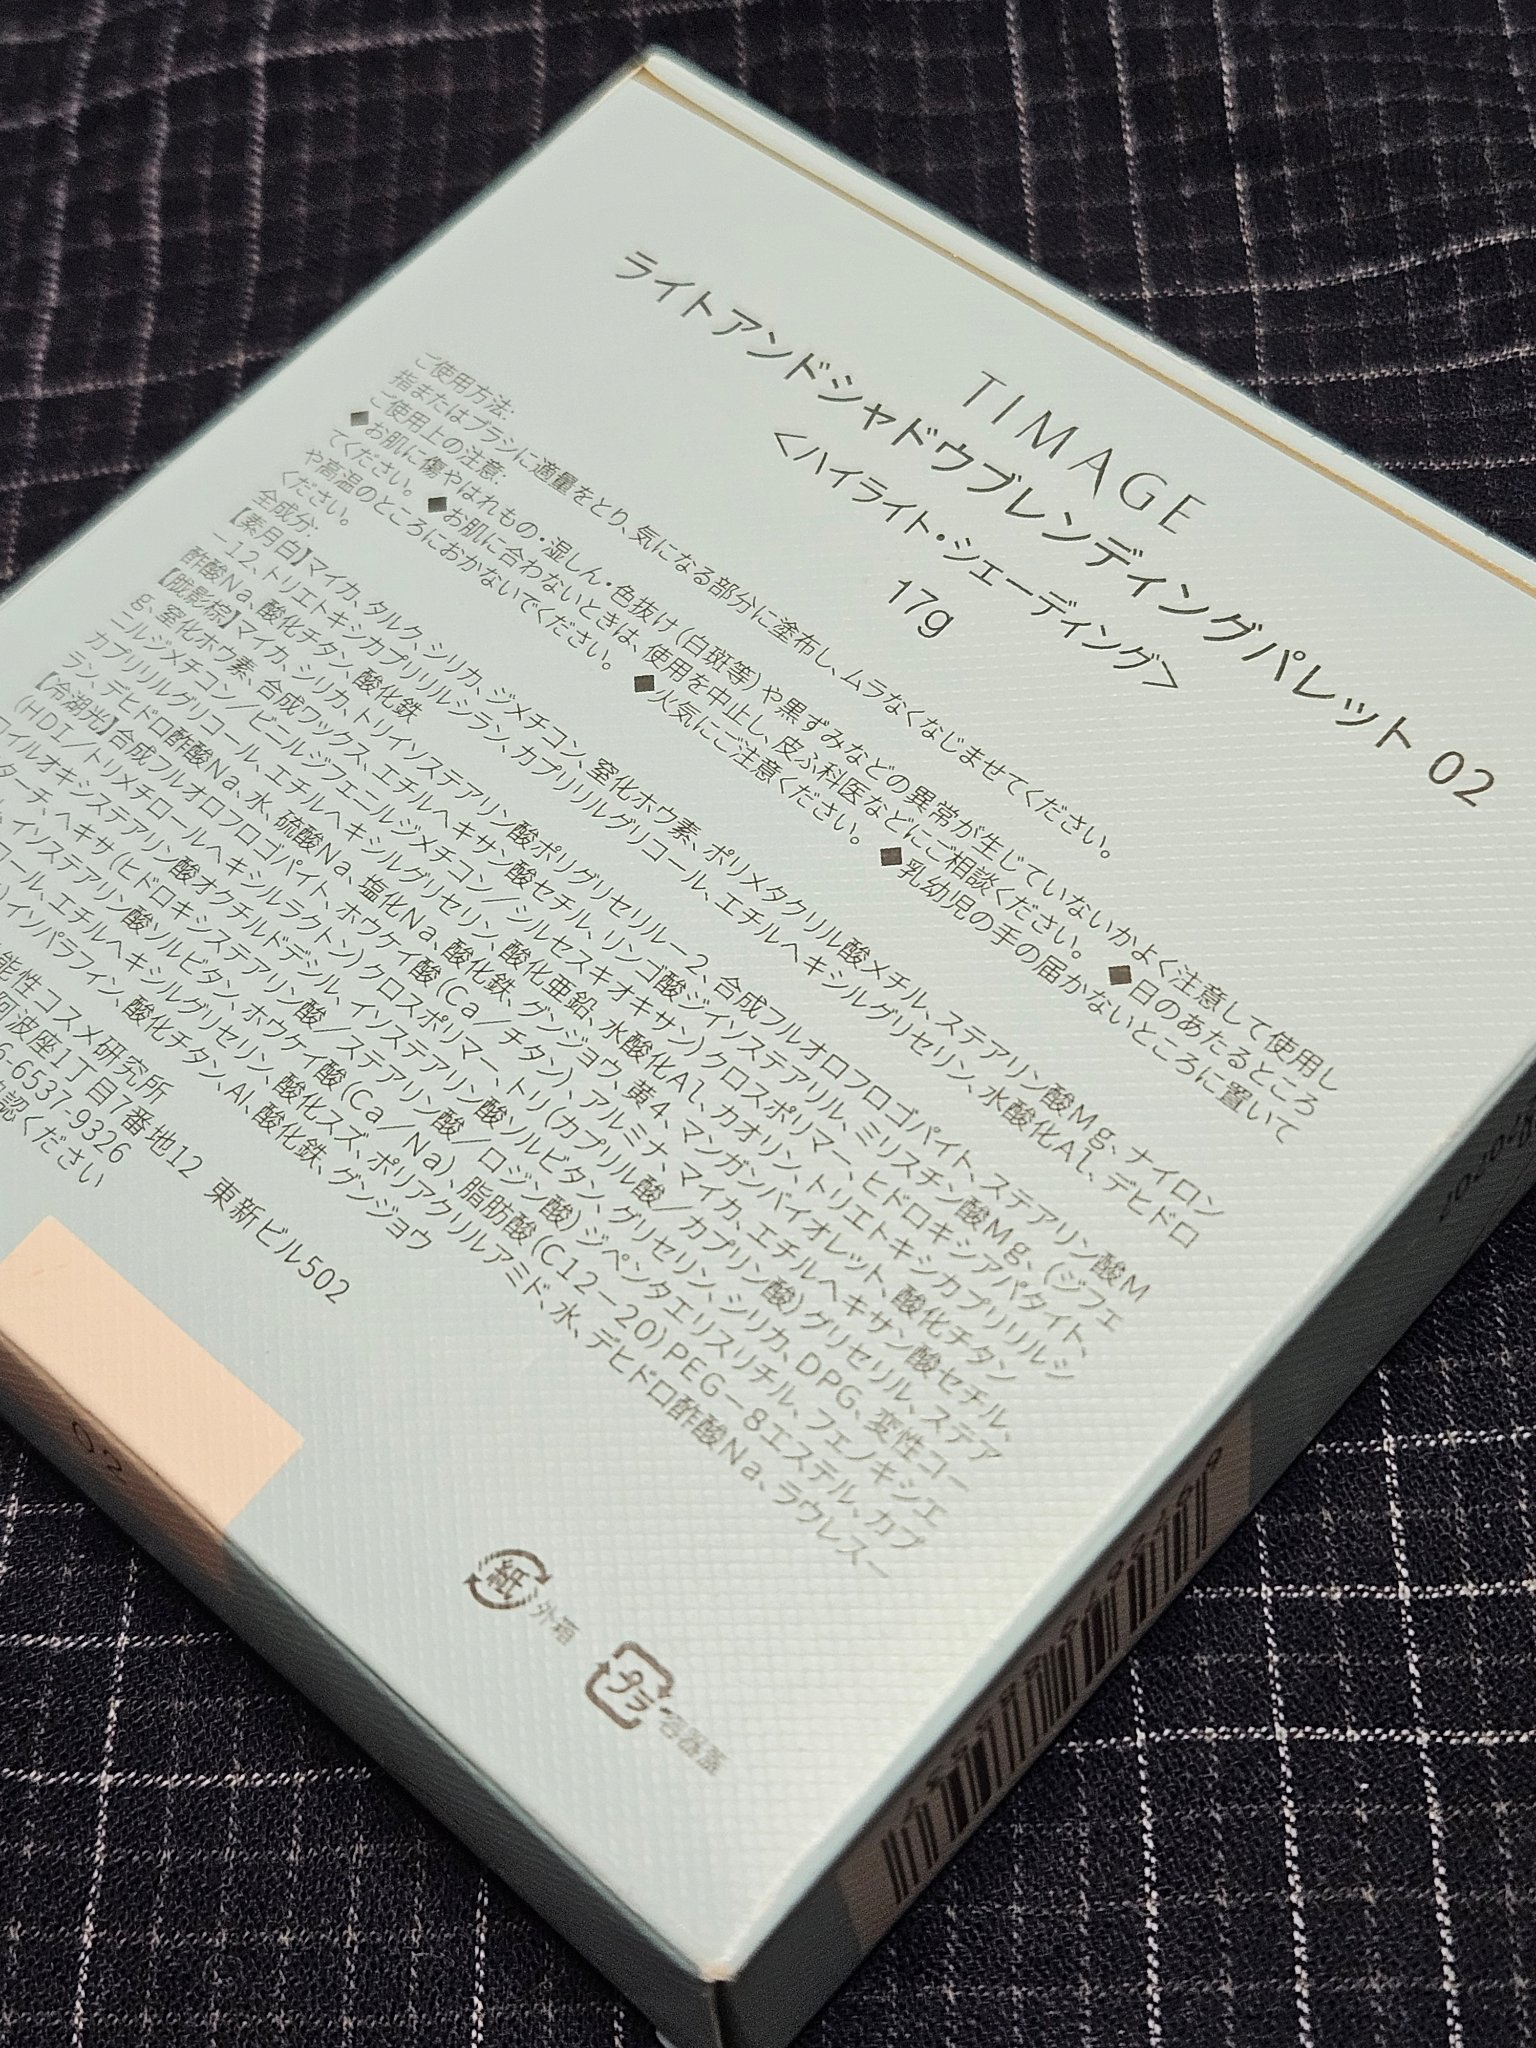 TIMAGE
ライトアンドシャドウブレンディングパレット 02
<ハイライト・シェーディング>
17g
ご使用方法:
指またはブラシに適量をとり、気になる部分に塗布し、ムラなくなじませてください。
ご使用上の注意:
◆お肌に傷やはれもの・湿しん・色抜け(白斑等)や黒ずみなどの異常が生じていないかよく注意して使用し
てください。 ◆お肌に合わないときは、使用を中止し、皮ふ科医などにご相談ください。 ◆日のあたるところ
や高温のところにおかないでください。 ◆火気にご注意ください。 ◆乳幼児の手の届かないところに置いて
ください。
全成分:
【素月白】マイカ、タルク、シリカ、ジメチコン、窒化ホウ素、ポリメタクリル酸メチル、ステアリン酸Mg、ナイロン
－12、トリエトキシカプリリルシラン、カプリリルグリコール、エチルヘキシルグリセリン、水酸化Al、デヒドロ
酢酸Na、酸化チタン、酸化鉄
【胧影棕】マイカ、シリカ、トリイソステアリン酸ポリグリセリル－2、合成フルオロフロゴパイト、ステアリン酸M
g、窒化ホウ素、合成ワックス、エチルヘキサン酸セチル、リンゴ酸ジイソステアリル、ミリスチン酸Mg、(ジフェ
ニルジメチコン/ビニルジフェニルジメチコン/シルセスキオキサン)クロスポリマー、ヒドロキシアパタイト、
カプリリルグリコール、エチルヘキシルグリセリン、酸化亜鉛、水酸化Al、カオリン、トリエトキシカプリリルシ
ラン、デヒドロ酢酸Na、水、硫酸Na、塩化Na、酸化鉄、グンジョウ、黄4、マンガンバイオレット、酸化チタン
【冷湖光】合成フルオロフロゴパイト、ホウケイ酸(Ca/チタン)、アルミナ、マイカ、エチルヘキサン酸セチル、
(HDI/トリメチロールヘキシルラクトン)クロスポリマー、トリ(カプリル酸/カプリン酸)グリセリル、ステア
ロイルオキシステアリン酸オクチルドデシル、イソステアリン酸ソルビタン、グリセリン、シリカ、DPG、変性コー
ターチ、ヘキサ(ヒドロキシステアリン酸/ステアリン酸/ロジン酸)ジペンタエリスリチル、フェノキシエ
イソステアリン酸ソルビタン、ホウケイ酸(Ca/Na)、脂肪酸(C12－20)PEG－8エステル、カプ
コール、エチルヘキシルグリセリン、酸化スズ、ポリアクリルアミド、水、デヒドロ酢酸Na、ラウレス－
イソパラフィン、酸化チタン、Al、酸化鉄、グンジョウ
能性コスメ研究所
阿波座1丁目7番地12 東新ビル502
6-6537-9326
認ください
02
紙 外箱
プラ 容器蓋